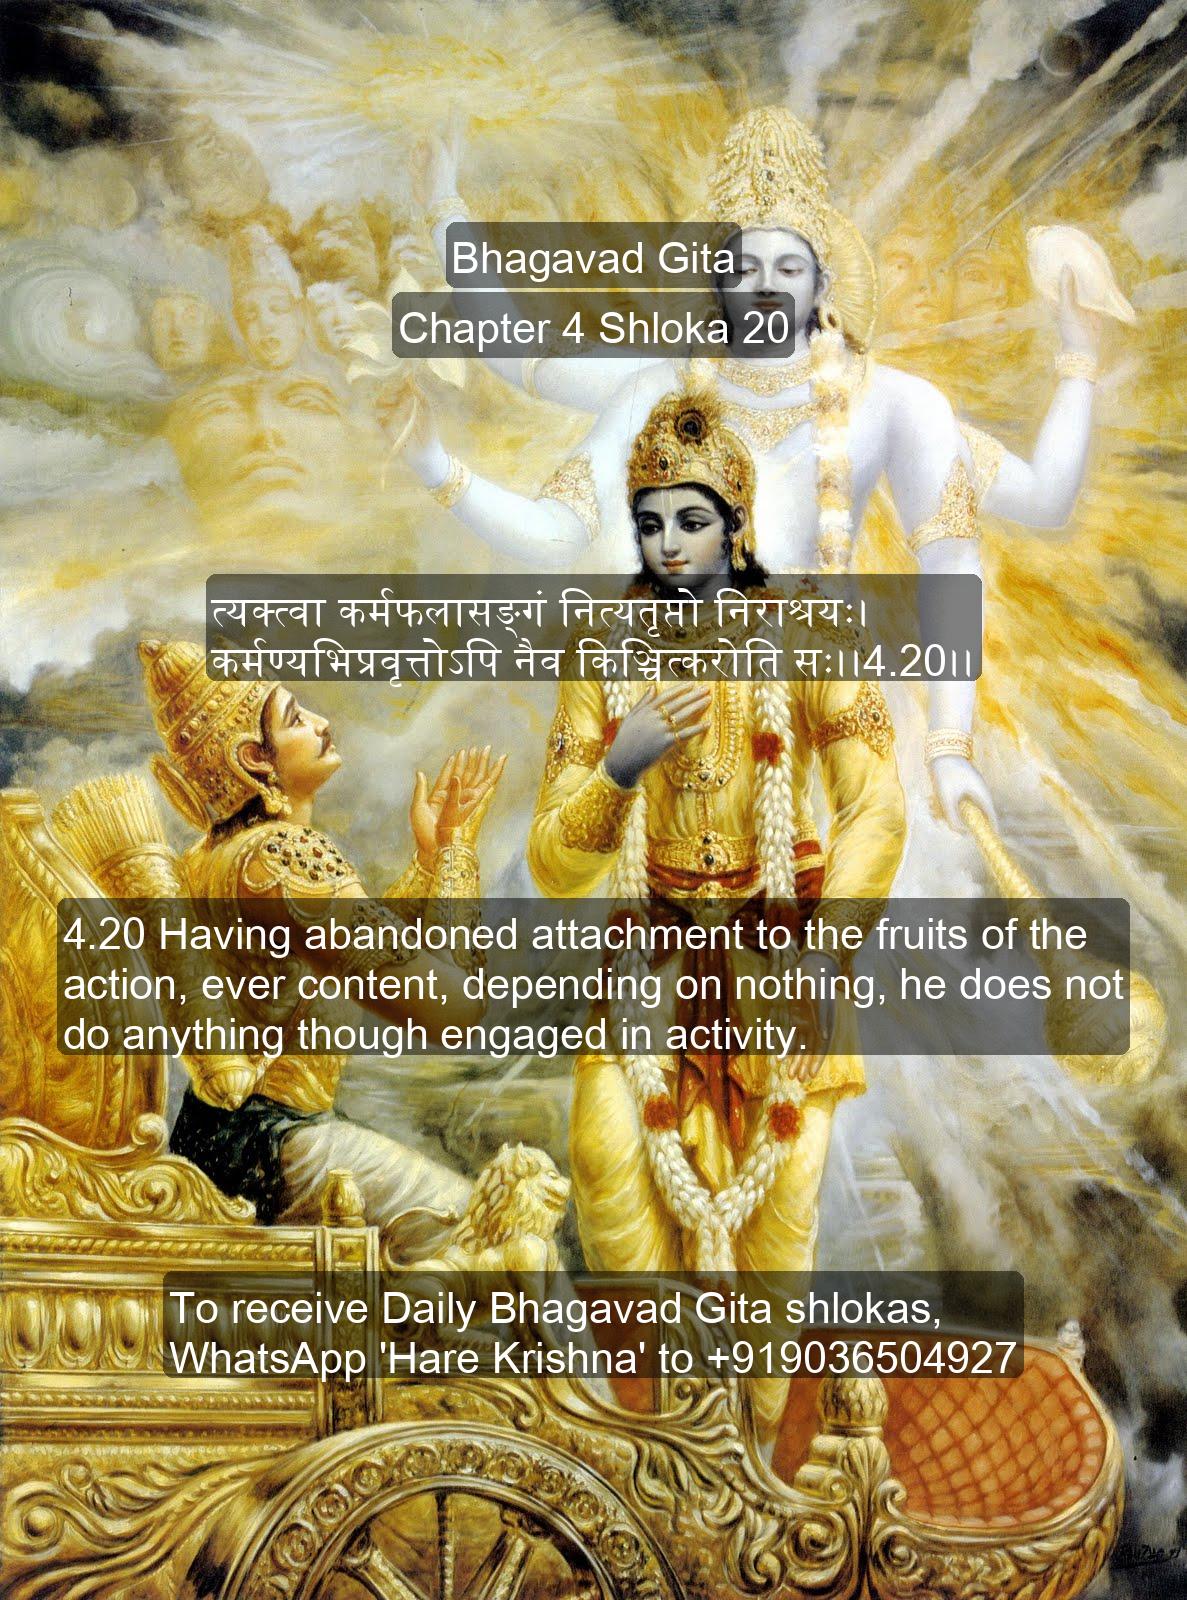 Bhagavad Gita
Chapter 4 Shloka 20
त्यक्त्वा कर्मफलासङ्गं नित्यतृप्तो निराश्रयः।
कर्मण्यभिप्रवृत्तोऽपि नैव किञ्चित्करोति सः।।4.20।।
4.20 Having abandoned attachment to the fruits of the
action, ever content, depending on nothing, he does not
do anything though engaged in activity.
To receive Daily Bhagavad Gita shlokas,
WhatsApp 'Hare Krishna' to +919036504927